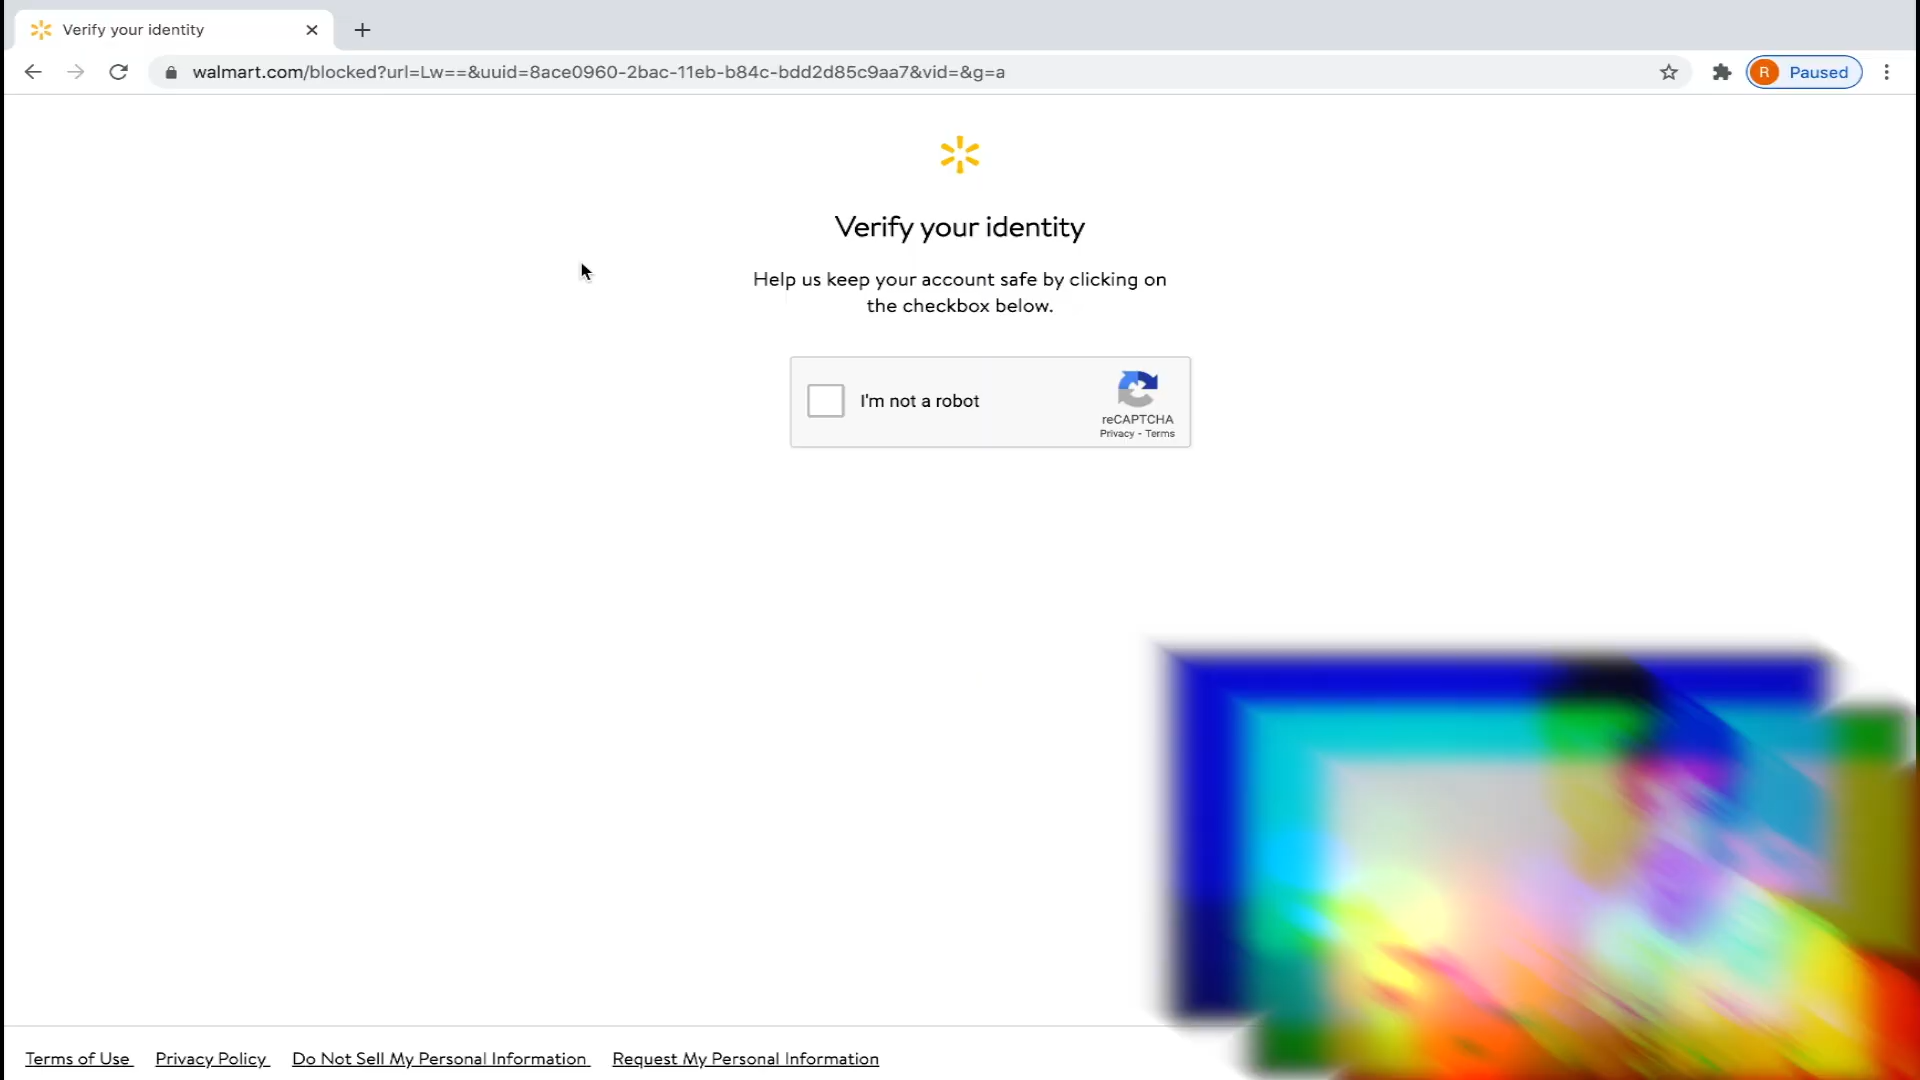 Verify your identity
walmart.com/blocked?url=Lw==&uuid=8ace0960-2bac-11eb-b84c-bdd2d85c9aa7&vid=&g=a
R Paused
Verify your identity
Help us keep your account safe by clicking on
the checkbox below.
I'm not a robot
reCAPTCHA
Privacy - Terms
Terms of Use Privacy Policy Do Not Sell My Personal Information Request My Personal Information